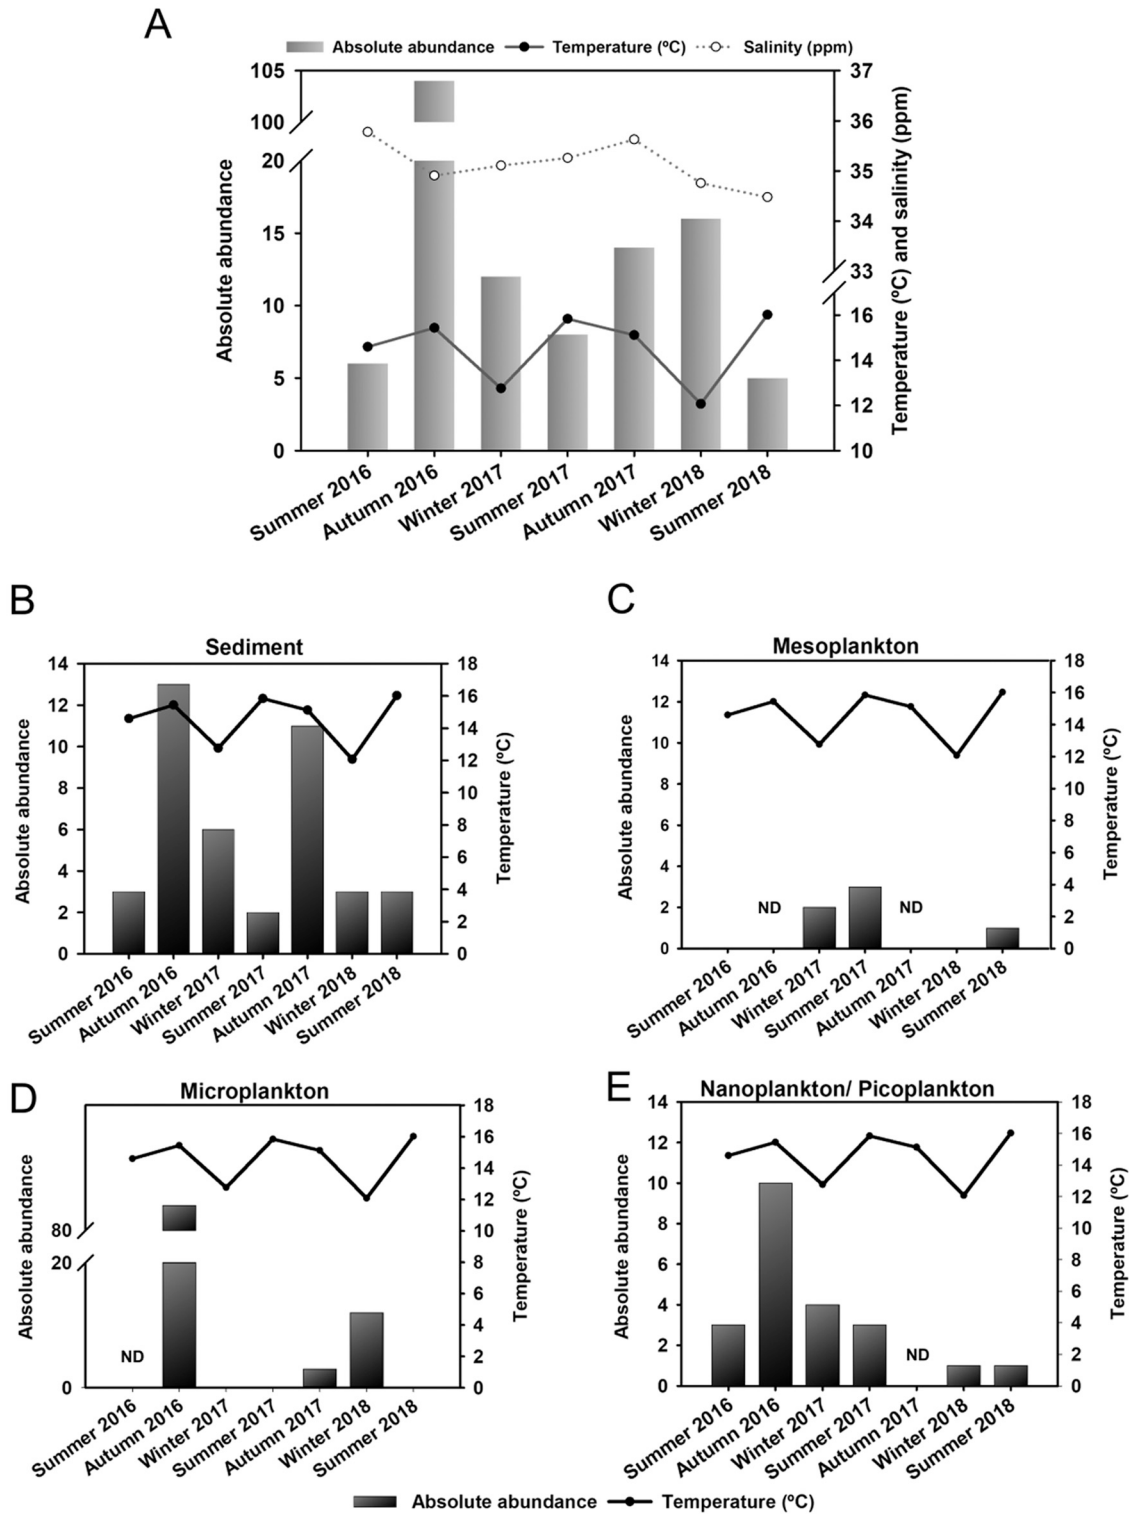 A
Absolute abundance Temperature (ºC) Salinity (ppm)
105
100
20
15
10
5
0
Absolute abundance
37
36
35
34
33
16
14
12
10
Temperature (ºC) and salinity (ppm)
Summer 2016
Autumn 2016
Winter 2017
Summer 2017
Autumn 2017
Winter 2018
Summer 2018
B
Sediment
14
12
10
8
6
4
2
0
Absolute abundance
18
16
14
12
10
8
6
4
2
0
Temperature (ºC)
Summer 2016
Autumn 2016
Winter 2017
Summer 2017
Autumn 2017
Winter 2018
Summer 2018
C
Mesoplankton
14
12
10
8
6
4
2
0
Absolute abundance
ND
ND
18
16
14
12
10
8
6
4
2
0
Temperature (ºC)
Summer 2016
Autumn 2016
Winter 2017
Summer 2017
Autumn 2017
Winter 2018
Summer 2018
D
Microplankton
80
20
0
Absolute abundance
ND
18
16
14
12
10
8
6
4
2
0
Temperature (ºC)
Summer 2016
Autumn 2016
Winter 2017
Summer 2017
Autumn 2017
Winter 2018
Summer 2018
E
Nanoplankton/ Picoplankton
14
12
10
8
6
4
2
0
Absolute abundance
ND
18
16
14
12
10
8
6
4
2
0
Temperature (ºC)
Summer 2016
Autumn 2016
Winter 2017
Summer 2017
Autumn 2017
Winter 2018
Summer 2018
Absolute abundance Temperature (ºC)